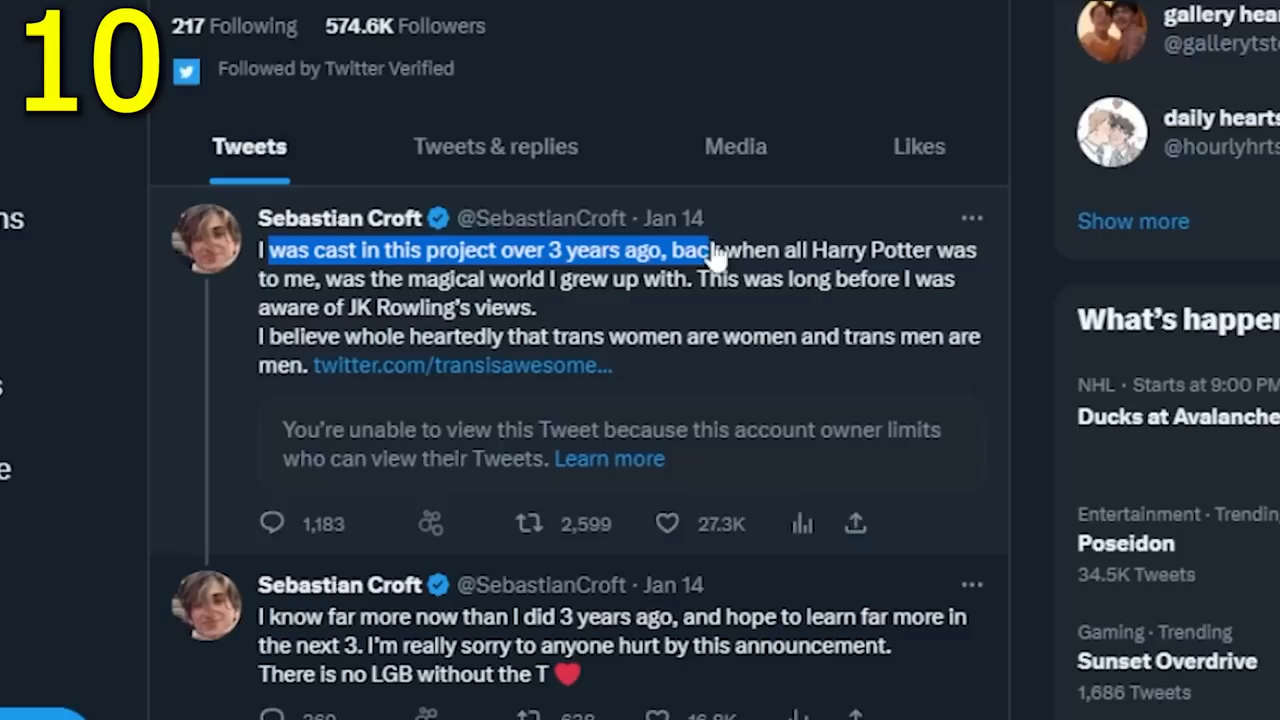 10
217 Following 574.6K Followers
Followed by Twitter Verified
Tweets Tweets & replies Media Likes
Sebastian Croft @SebastianCroft · Jan 14
I was cast in this project over 3 years ago, back when all Harry Potter was
to me, was the magical world I grew up with. This was long before I was
aware of JK Rowling's views.
I believe whole heartedly that trans women are women and trans men are
men. twitter.com/transisawesome...
You're unable to view this Tweet because this account owner limits
who can view their Tweets. Learn more
1,183 2,599 27.3K
Sebastian Croft @SebastianCroft · Jan 14
I know far more now than I did 3 years ago, and hope to learn far more in
the next 3. I'm really sorry to anyone hurt by this announcement.
There is no LGB without the T ❤
gallery hear
@gallerytst
daily hearts
@hourlyhrts
Show more
What's happen
NHL · Starts at 9:00 PM
Ducks at Avalanche
Entertainment · Trendin
Poseidon
34.5K Tweets
Gaming · Trending
Sunset Overdrive
1,686 Tweets